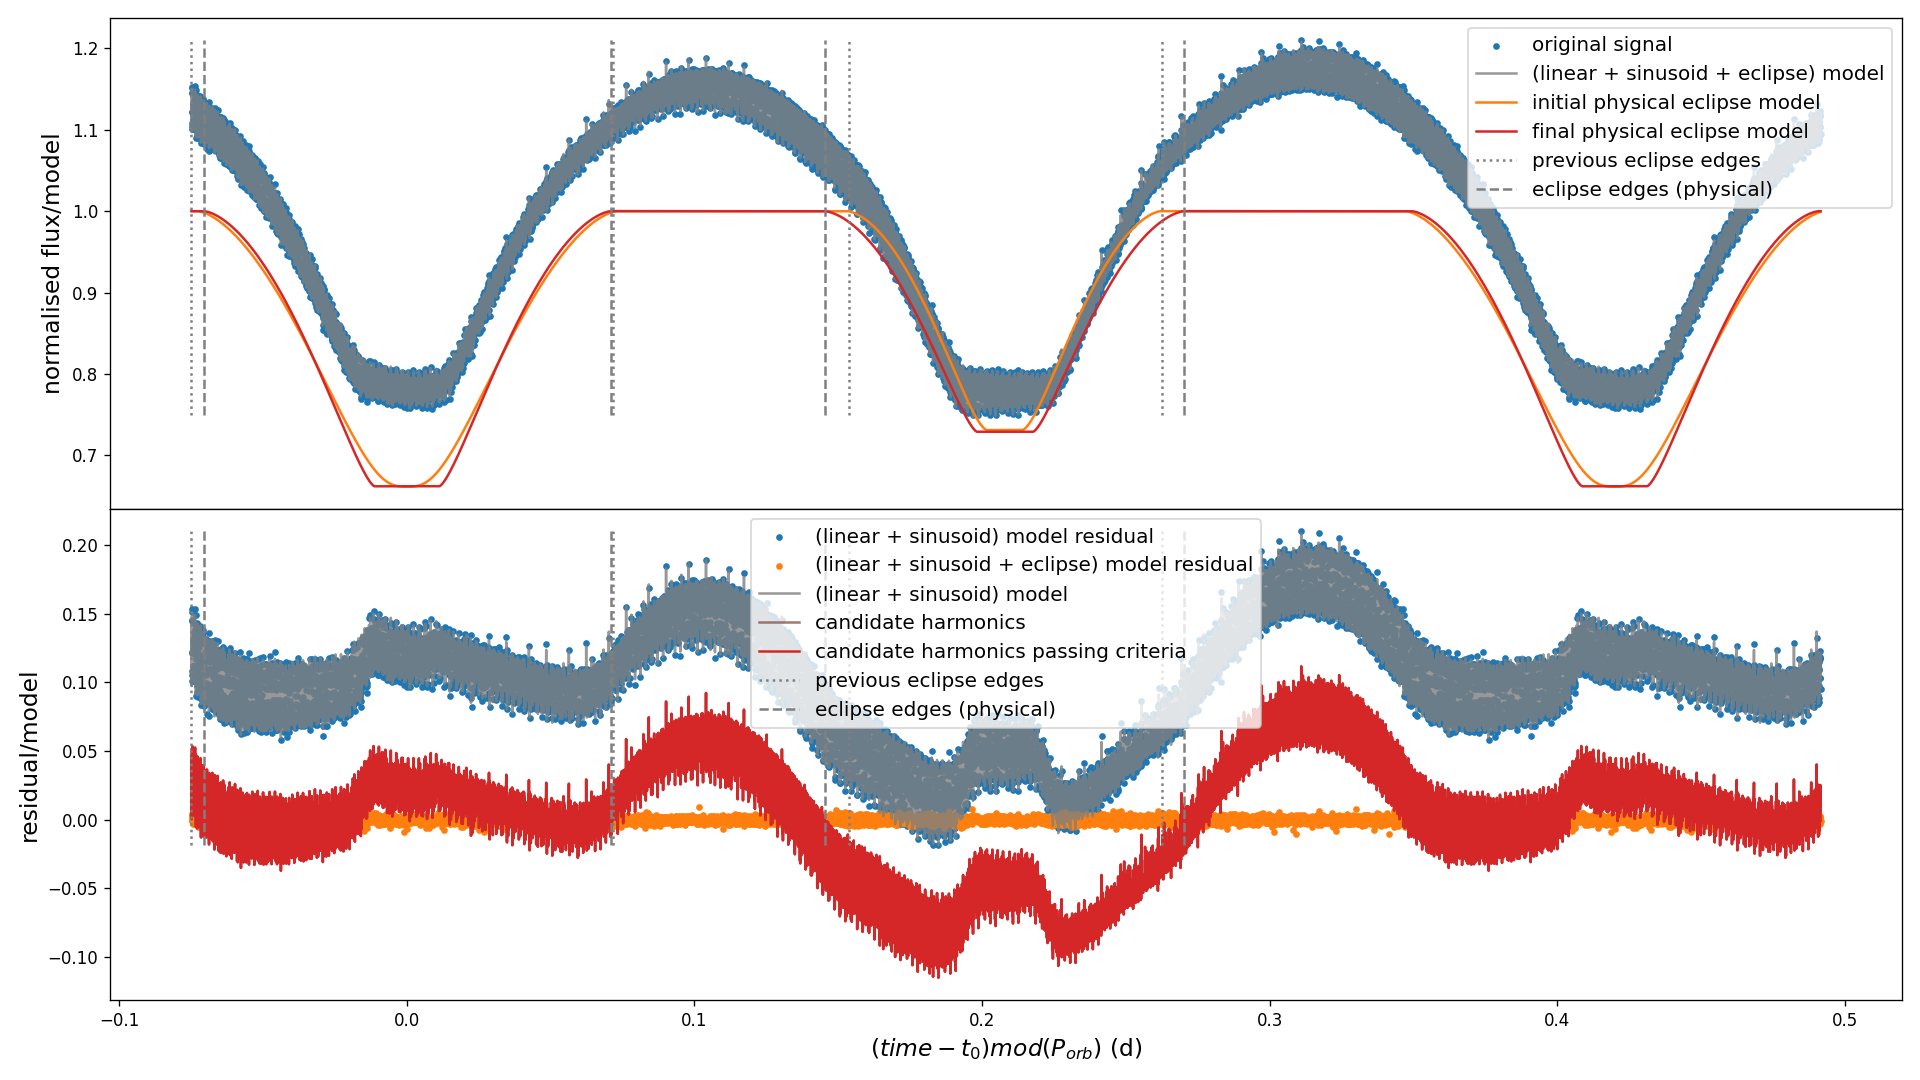 1.2
1.1
1.0
0.9
0.8
0.7
normalised flux/model
original signal
(linear + sinusoid + eclipse) model
initial physical eclipse model
final physical eclipse model
previous eclipse edges
eclipse edges (physical)
0.20
0.15
0.10
0.05
0.00
−0.05
−0.10
residual/model
(linear + sinusoid) model residual
(linear + sinusoid + eclipse) model residual
(linear + sinusoid) model
candidate harmonics
candidate harmonics passing criteria
previous eclipse edges
eclipse edges (physical)
−0.1 0.0 0.1 0.2 0.3 0.4 0.5
(time − t₀)mod(Pₒᵣb) (d)